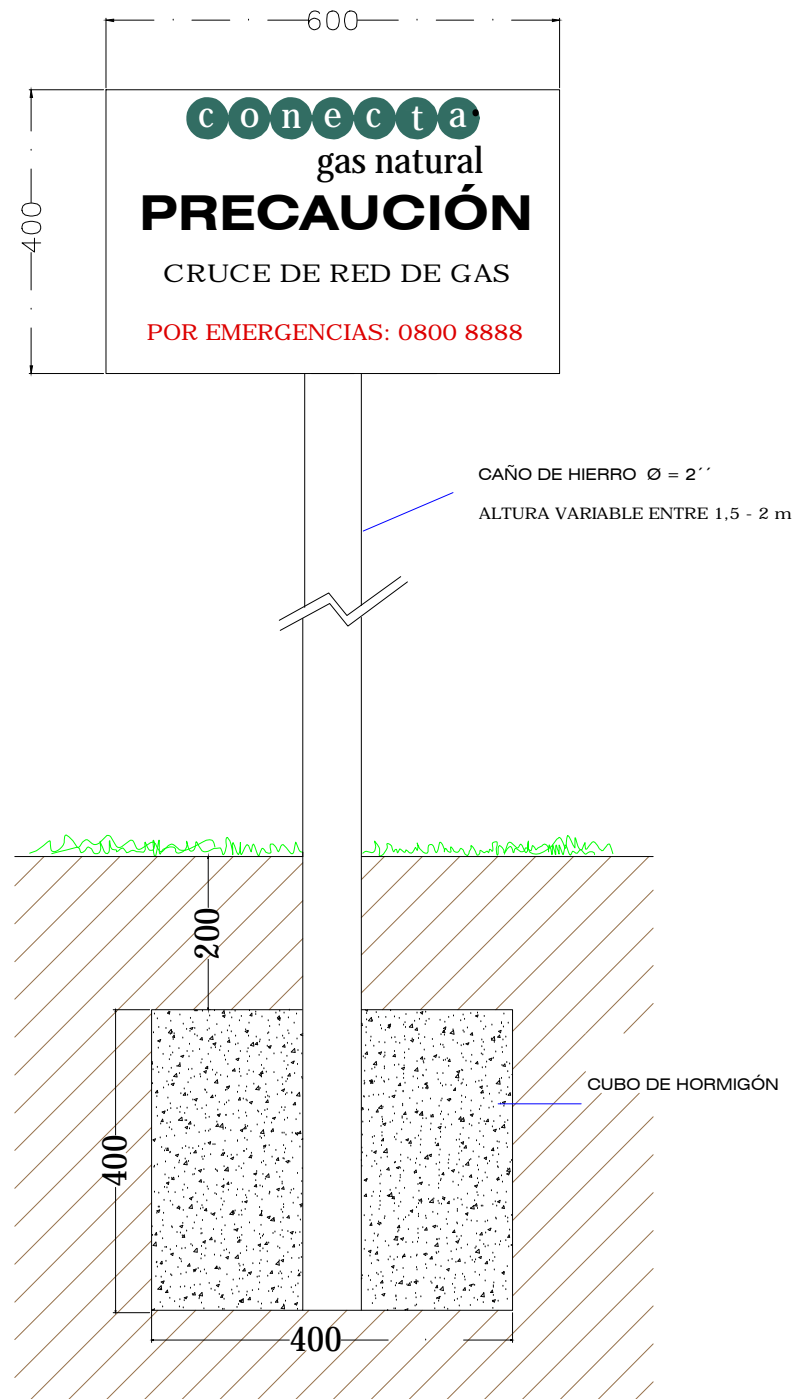 600
400
conecta
gas natural
PRECAUCIÓN
CRUCE DE RED DE GAS
POR EMERGENCIAS: 0800 8888
CAÑO DE HIERRO Ø = 2´´
ALTURA VARIABLE ENTRE 1,5 - 2 m
200
CUBO DE HORMIGÓN
400
400